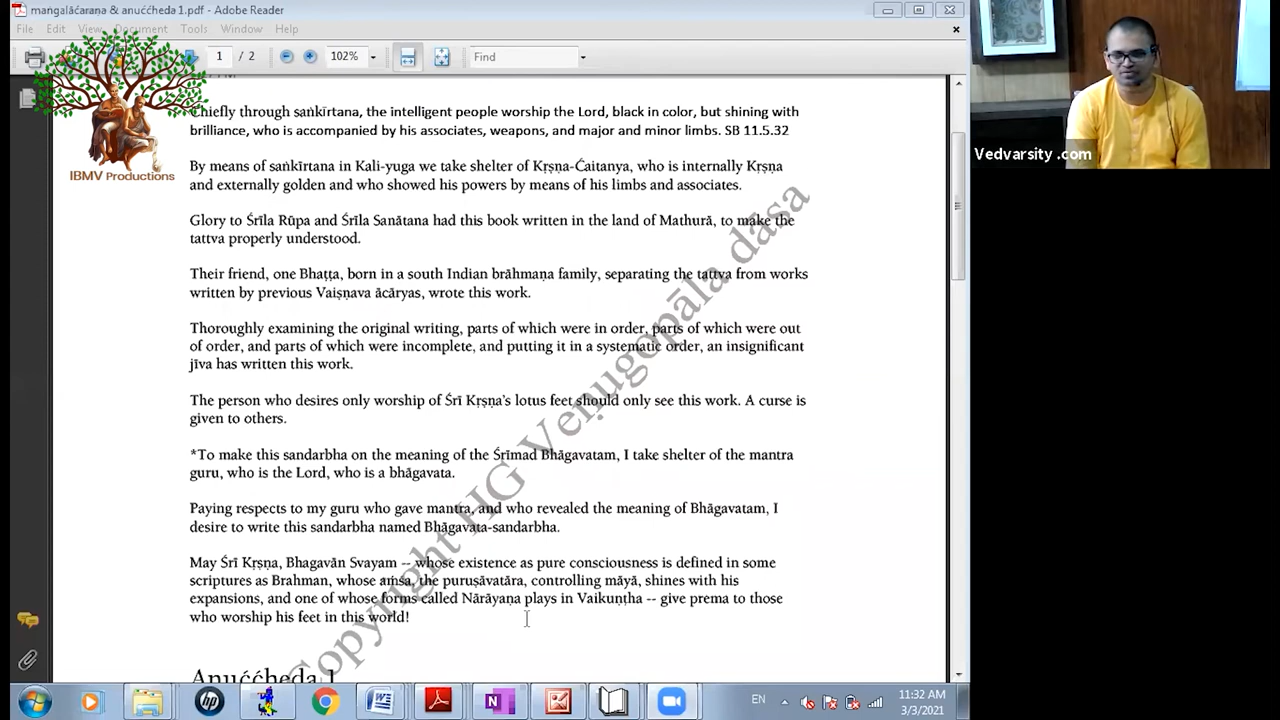 maṅgalāćaraṇa & anuććheda 1.pdf - Adobe Reader
File Edit View Document Tools Window Help
1 / 2 102% Find
Chiefly through saṅkīrtana, the intelligent people worship the Lord, black in color, but shining with
brilliance, who is accompanied by his associates, weapons, and major and minor limbs. SB 11.5.32
Vedvarsity .com
IBMV Productions
By means of saṅkīrtana in Kali-yuga we take shelter of Kṛṣṇa-Ćaitanya, who is internally Kṛṣṇa
and externally golden and who showed his powers by means of his limbs and associates.
Glory to Śrīla Rūpa and Śrīla Sanātana had this book written in the land of Mathurā, to make the
tattva properly understood.
Their friend, one Bhaṭṭa, born in a south Indian brāhmaṇa family, separating the tattva from works
written by previous Vaiṣṇava āćaryas, wrote this work.
Thoroughly examining the original writing, parts of which were in order, parts of which were out
of order, and parts of which were incomplete, and putting it in a systematic order, an insignificant
jīva has written this work.
The person who desires only worship of Śrī Kṛṣṇa’s lotus feet should only see this work. A curse is
given to others.
*To make this sandarbha on the meaning of the Śrīmad Bhāgavatam, I take shelter of the mantra
guru, who is the Lord, who is a bhāgavata.
Paying respects to my guru who gave mantra, and who revealed the meaning of Bhāgavatam, I
desire to write this sandarbha named Bhāgavata-sandarbha.
May Śrī Kṛṣṇa, Bhagavān Svayam -- whose existence as pure consciousness is defined in some
scriptures as Brahman, whose aṁśa, the puruṣāvatāra, controlling māyā, shines with his
expansions, and one of whose forms called Nārāyaṇa plays in Vaikuṇṭha -- give prema to those
who worship his feet in this world!
Anuććheda 1
Copyright HG Veṇugopāla dāsa
EN
11:32 AM
3/3/2021